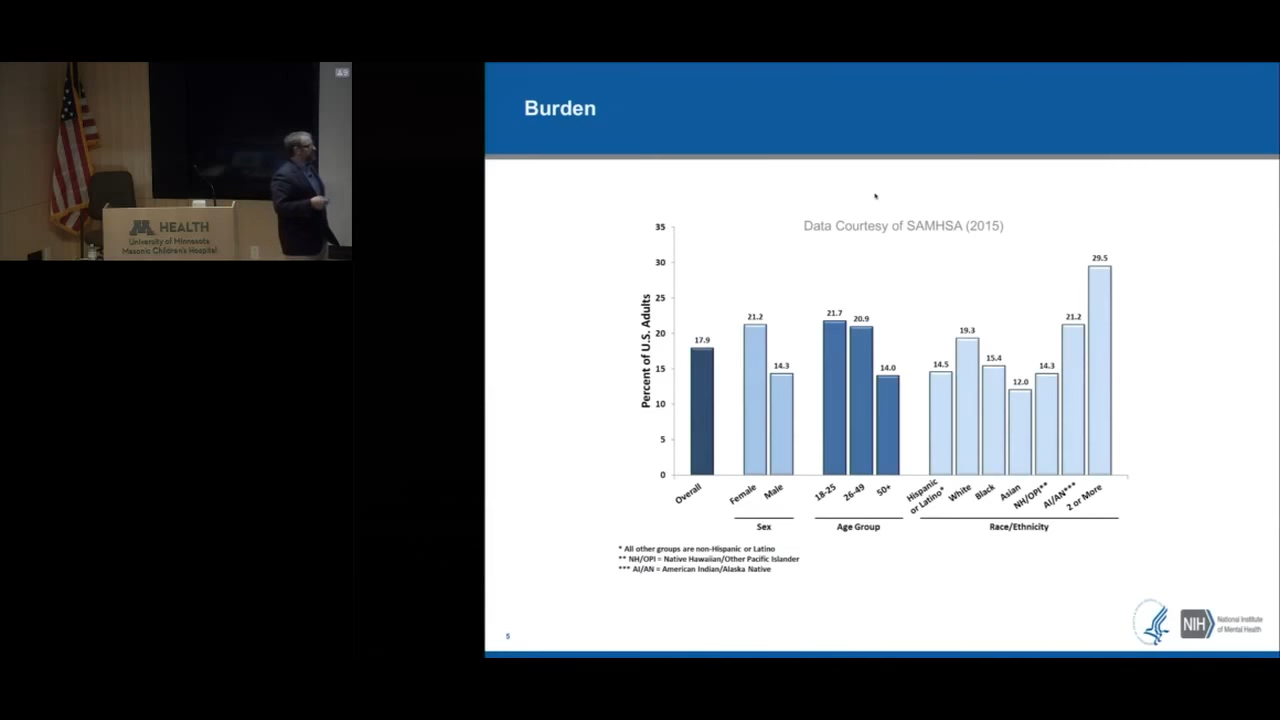 HEALTH
University of Minnesota
Masonic Children's Hospital
Burden
Data Courtesy of SAMHSA (2015)
Percent of U.S. Adults
35
30
25
20
15
10
5
0
17.9
21.2
14.3
21.7
20.9
14.0
14.5
19.3
15.4
12.0
14.3
21.2
29.5
Overall
Female
Male
18-25
26-49
50+
Hispanic
or Latino*
White
Black
Asian
NH/OPI**
AI/AN***
2 or More
Sex
Age Group
Race/Ethnicity
* All other groups are non-Hispanic or Latino
** NH/OPI = Native Hawaiian/Other Pacific Islander
*** AI/AN = American Indian/Alaska Native
5
NIH
National Institute
of Mental Health